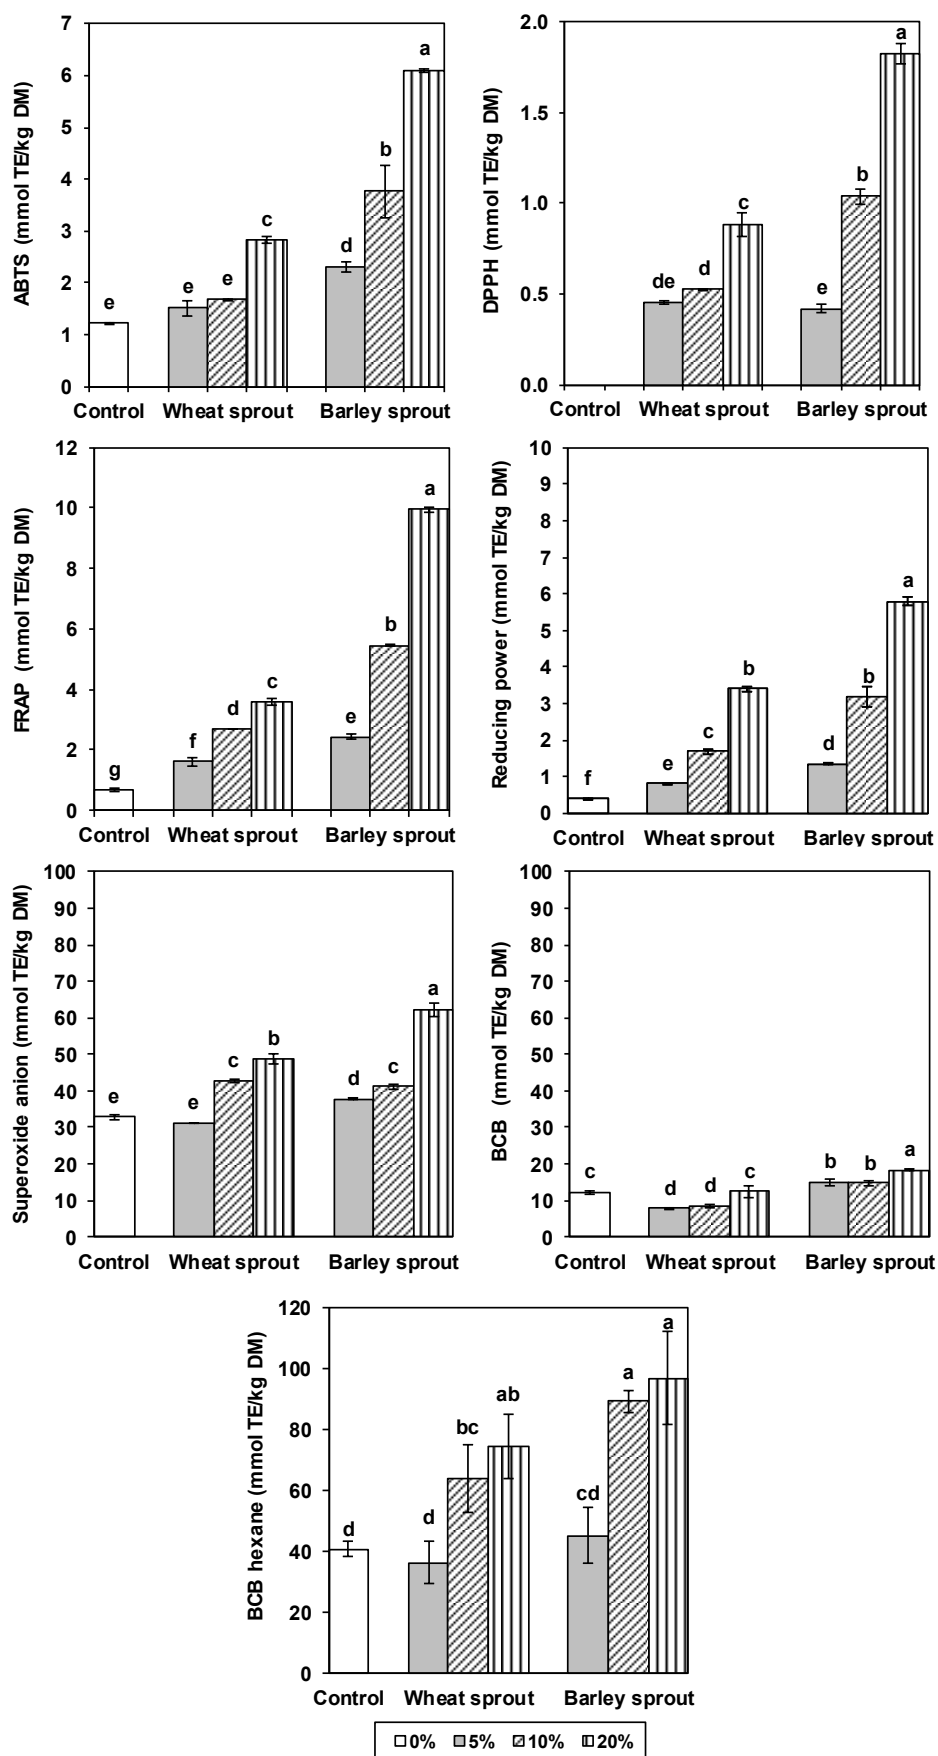 ABTS (mmol TE/kg DM)
7
6
5
4
3
2
1
0
e
e
e
c
d
b
a
Control
Wheat sprout
Barley sprout
DPPH (mmol TE/kg DM)
2.0
1.5
1.0
0.5
0.0
de
d
c
e
b
a
Control
Wheat sprout
Barley sprout
FRAP (mmol TE/kg DM)
12
10
8
6
4
2
0
g
f
d
c
e
b
a
Control
Wheat sprout
Barley sprout
Reducing power (mmol TE/kg DM)
10
9
8
7
6
5
4
3
2
1
0
f
e
c
b
d
b
a
Control
Wheat sprout
Barley sprout
Superoxide anion (mmol TE/kg DM)
100
90
80
70
60
50
40
30
20
10
0
e
e
c
b
d
c
a
Control
Wheat sprout
Barley sprout
BCB (mmol TE/kg DM)
100
90
80
70
60
50
40
30
20
10
0
c
d
d
c
b
b
a
Control
Wheat sprout
Barley sprout
BCB hexane (mmol TE/kg DM)
120
100
80
60
40
20
0
d
d
bc
ab
cd
a
a
Control
Wheat sprout
Barley sprout
0% 5% 10% 20%